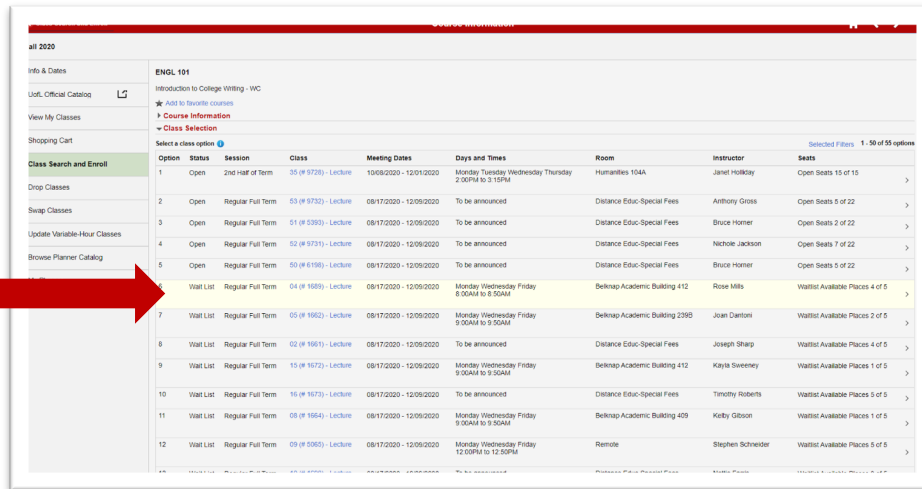 Course Information
all 2020
Info & Dates
UofL Official Catalog
View My Classes
Shopping Cart
Class Search and Enroll
Drop Classes
Swap Classes
Update Variable-Hour Classes
Browse Planner Catalog
ENGL 101
Introduction to College Writing - WC
Add to favorite courses
Course Information
Class Selection
Select a class option Selected Filters 1 - 50 of 55 options
Option Status Session Class Meeting Dates Days and Times Room Instructor Seats
1 Open 2nd Half of Term 35 (# 9728) - Lecture 10/08/2020 - 12/01/2020 Monday Tuesday Wednesday Thursday Humanities 104A Janet Holliday Open Seats 15 of 15
2:00PM to 3:15PM
2 Open Regular Full Term 53 (# 9732) - Lecture 08/17/2020 - 12/09/2020 To be announced Distance Educ-Special Fees Anthony Gross Open Seats 5 of 22
3 Open Regular Full Term 51 (# 5393) - Lecture 08/17/2020 - 12/09/2020 To be announced Distance Educ-Special Fees Bruce Horner Open Seats 2 of 22
4 Open Regular Full Term 52 (# 9731) - Lecture 08/17/2020 - 12/09/2020 To be announced Distance Educ-Special Fees Nichole Jackson Open Seats 7 of 22
5 Open Regular Full Term 50 (# 6158) - Lecture 08/17/2020 - 12/09/2020 To be announced Distance Educ-Special Fees Bruce Horner Open Seats 5 of 22
6 Wait List Regular Full Term 04 (# 1689) - Lecture 08/17/2020 - 12/09/2020 Monday Wednesday Friday Belknap Academic Building 412 Rose Mills Waitlist Available Places 4 of 5
8:00AM to 8:50AM
7 Wait List Regular Full Term 05 (# 1662) - Lecture 08/17/2020 - 12/09/2020 Monday Wednesday Friday Belknap Academic Building 239B Joan Dantoni Waitlist Available Places 2 of 5
9:00AM to 9:50AM
8 Wait List Regular Full Term 02 (# 1661) - Lecture 08/17/2020 - 12/09/2020 To be announced Distance Educ-Special Fees Joseph Sharp Waitlist Available Places 4 of 5
9 Wait List Regular Full Term 15 (# 1672) - Lecture 08/17/2020 - 12/09/2020 Monday Wednesday Friday Belknap Academic Building 412 Kayla Sweeney Waitlist Available Places 1 of 5
9:00AM to 9:50AM
10 Wait List Regular Full Term 16 (# 1673) - Lecture 08/17/2020 - 12/09/2020 To be announced Distance Educ-Special Fees Timothy Roberts Waitlist Available Places 5 of 5
11 Wait List Regular Full Term 08 (# 1664) - Lecture 08/17/2020 - 12/09/2020 Monday Wednesday Friday Belknap Academic Building 409 Kelby Gibson Waitlist Available Places 1 of 5
9:00AM to 9:50AM
12 Wait List Regular Full Term 09 (# 5065) - Lecture 08/17/2020 - 12/09/2020 Monday Wednesday Friday Remote Stephen Schneider Waitlist Available Places 5 of 5
12:00PM to 12:50PM